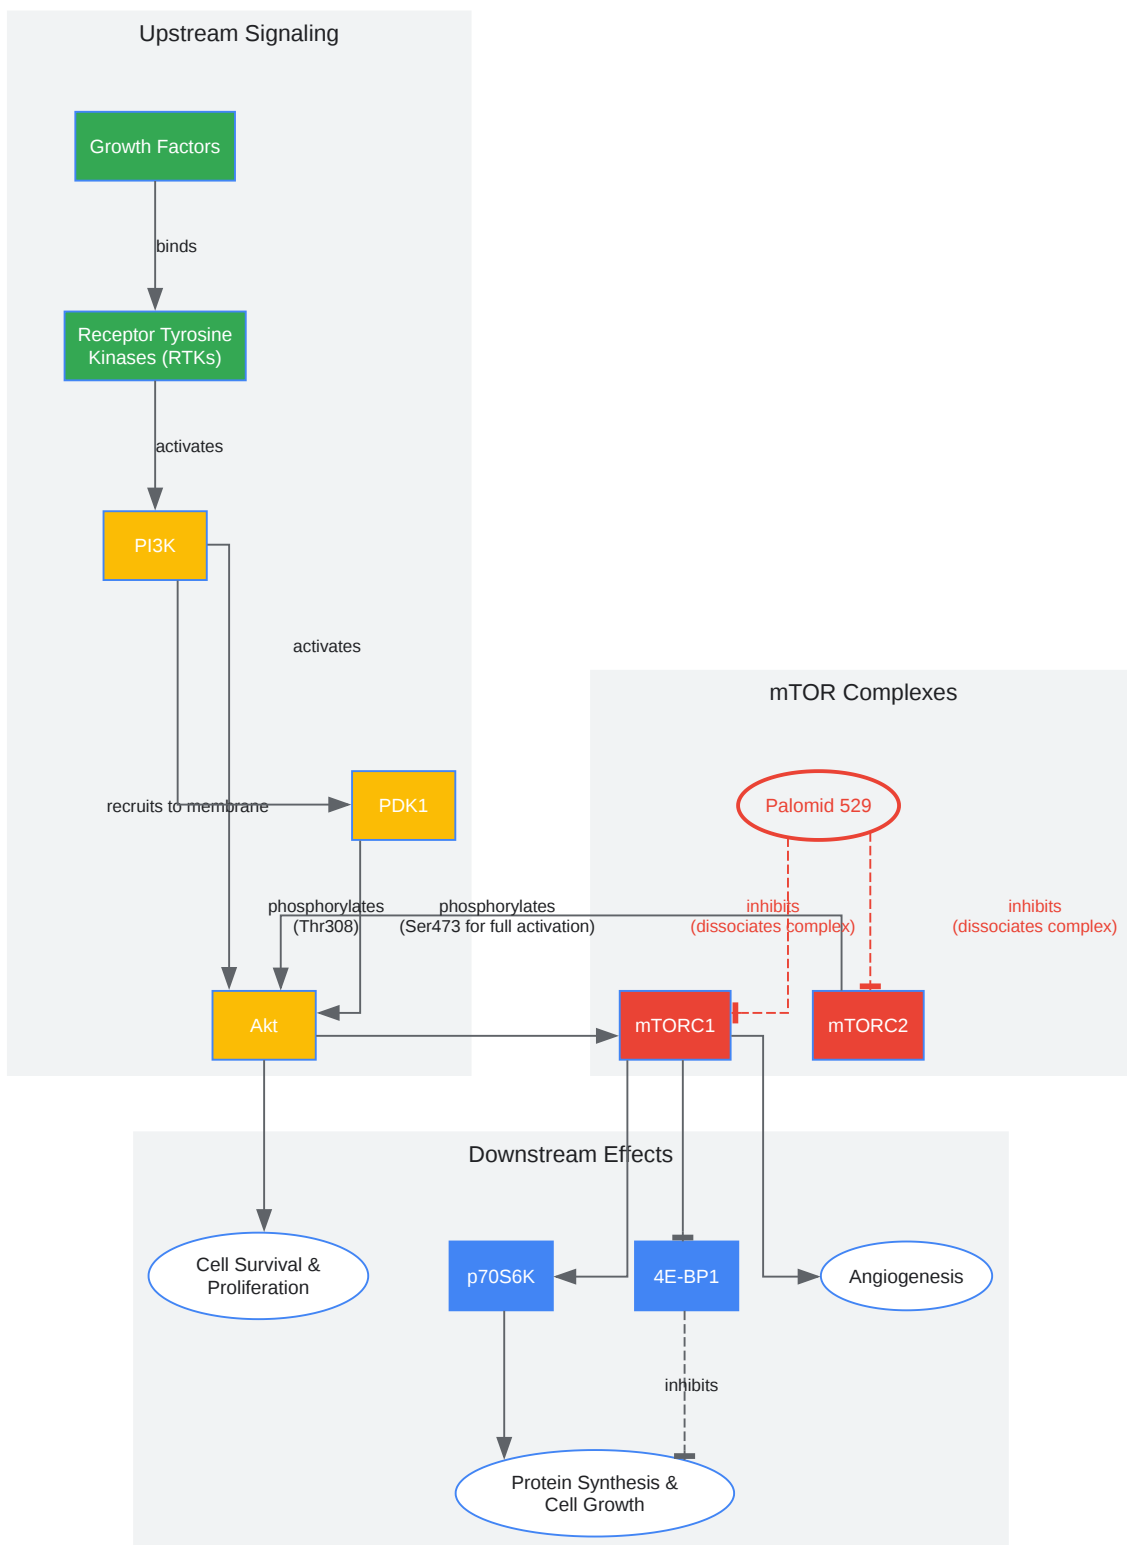 Upstream Signaling
Growth Factors
binds
Receptor Tyrosine
Kinases (RTKs)
activates
PI3K
activates
mTOR Complexes
recruits to membrane
PDK1
Palomid 529
phosphorylates
(Thr308)
phosphorylates
(Ser473 for full activation)
inhibits
(dissociates complex)
inhibits
(dissociates complex)
Akt
mTORC1
mTORC2
Downstream Effects
Cell Survival &
Proliferation
p70S6K
4E-BP1
Angiogenesis
inhibits
Protein Synthesis &
Cell Growth